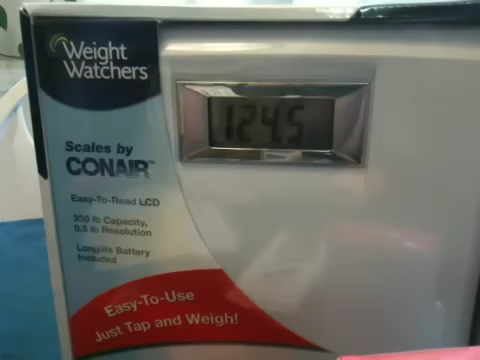 Weight
Watchers
124.5
Scales by
CONAIR™
Easy-To-Read LCD
330 lb Capacity,
0.5 lb Resolution
Longlife Battery
Included
Easy-To-Use
Just Tap and Weigh!